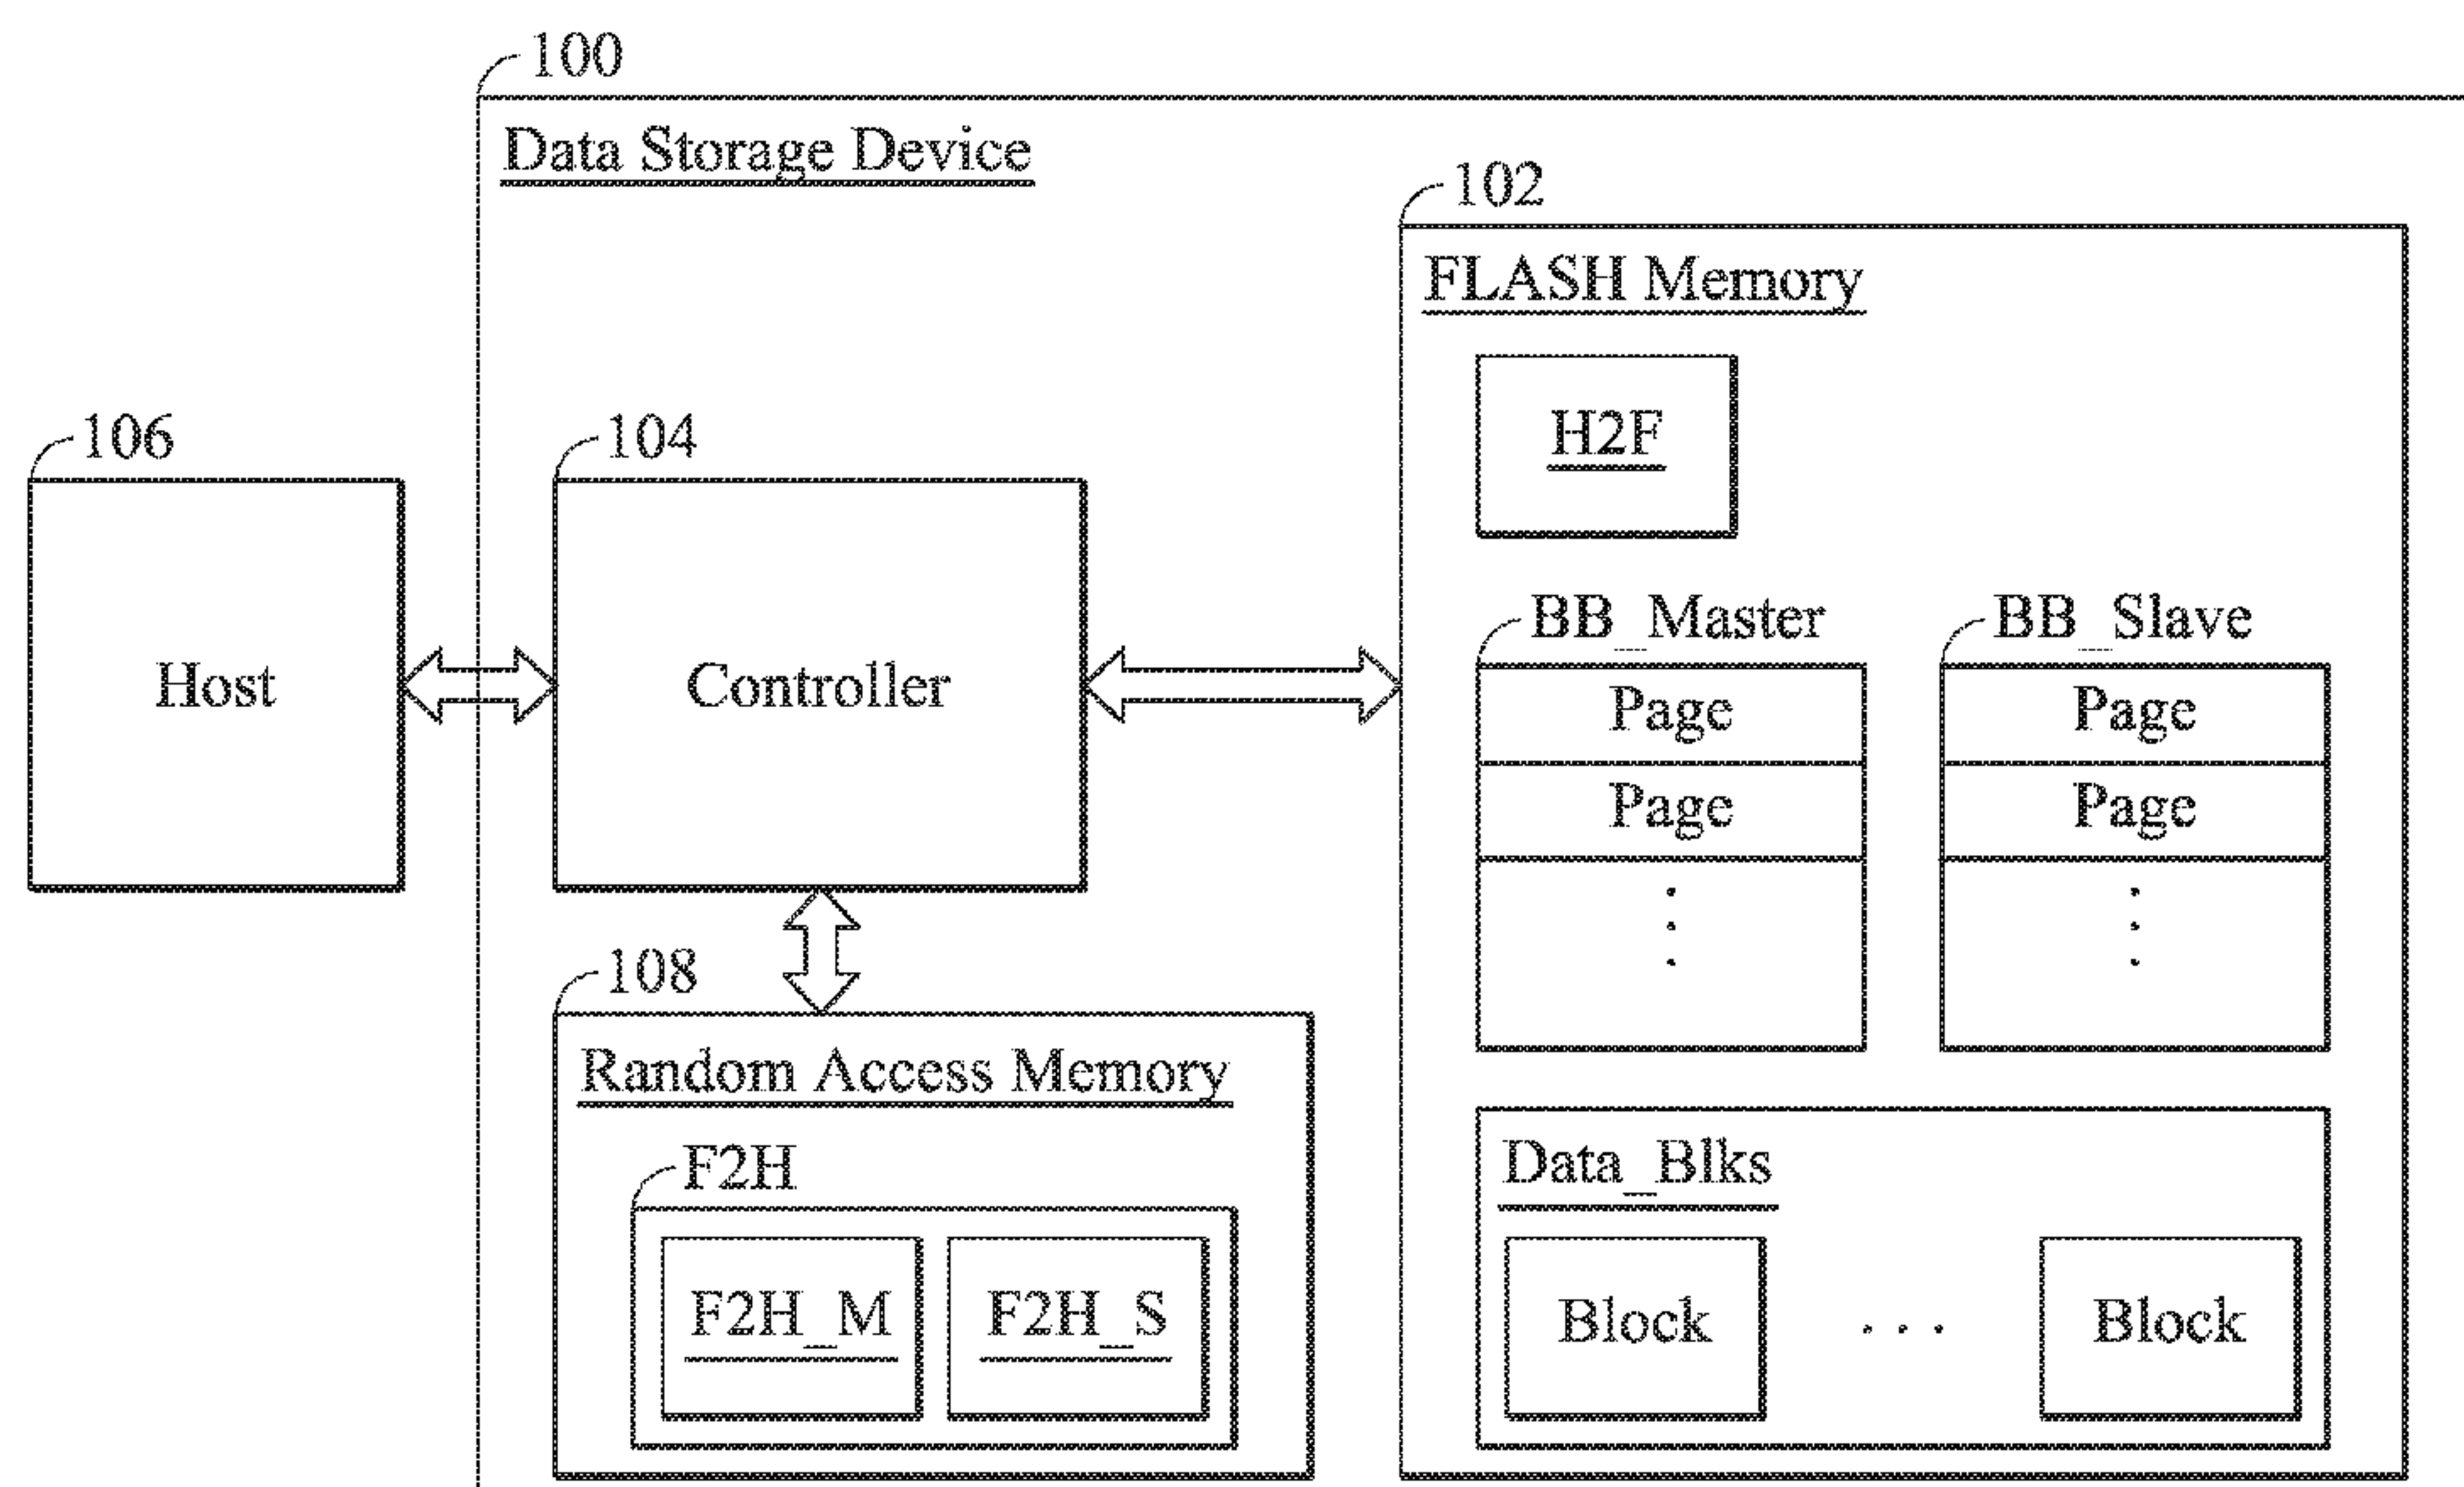 100
Data Storage Device
102
FLASH Memory
H2F
106
104
Host
Controller
BB_Master
BB_Slave
Page
Page
Page
Page
108
Random Access Memory
F2H
F2H_M
F2H_S
Data_Blks
Block
. . .
Block